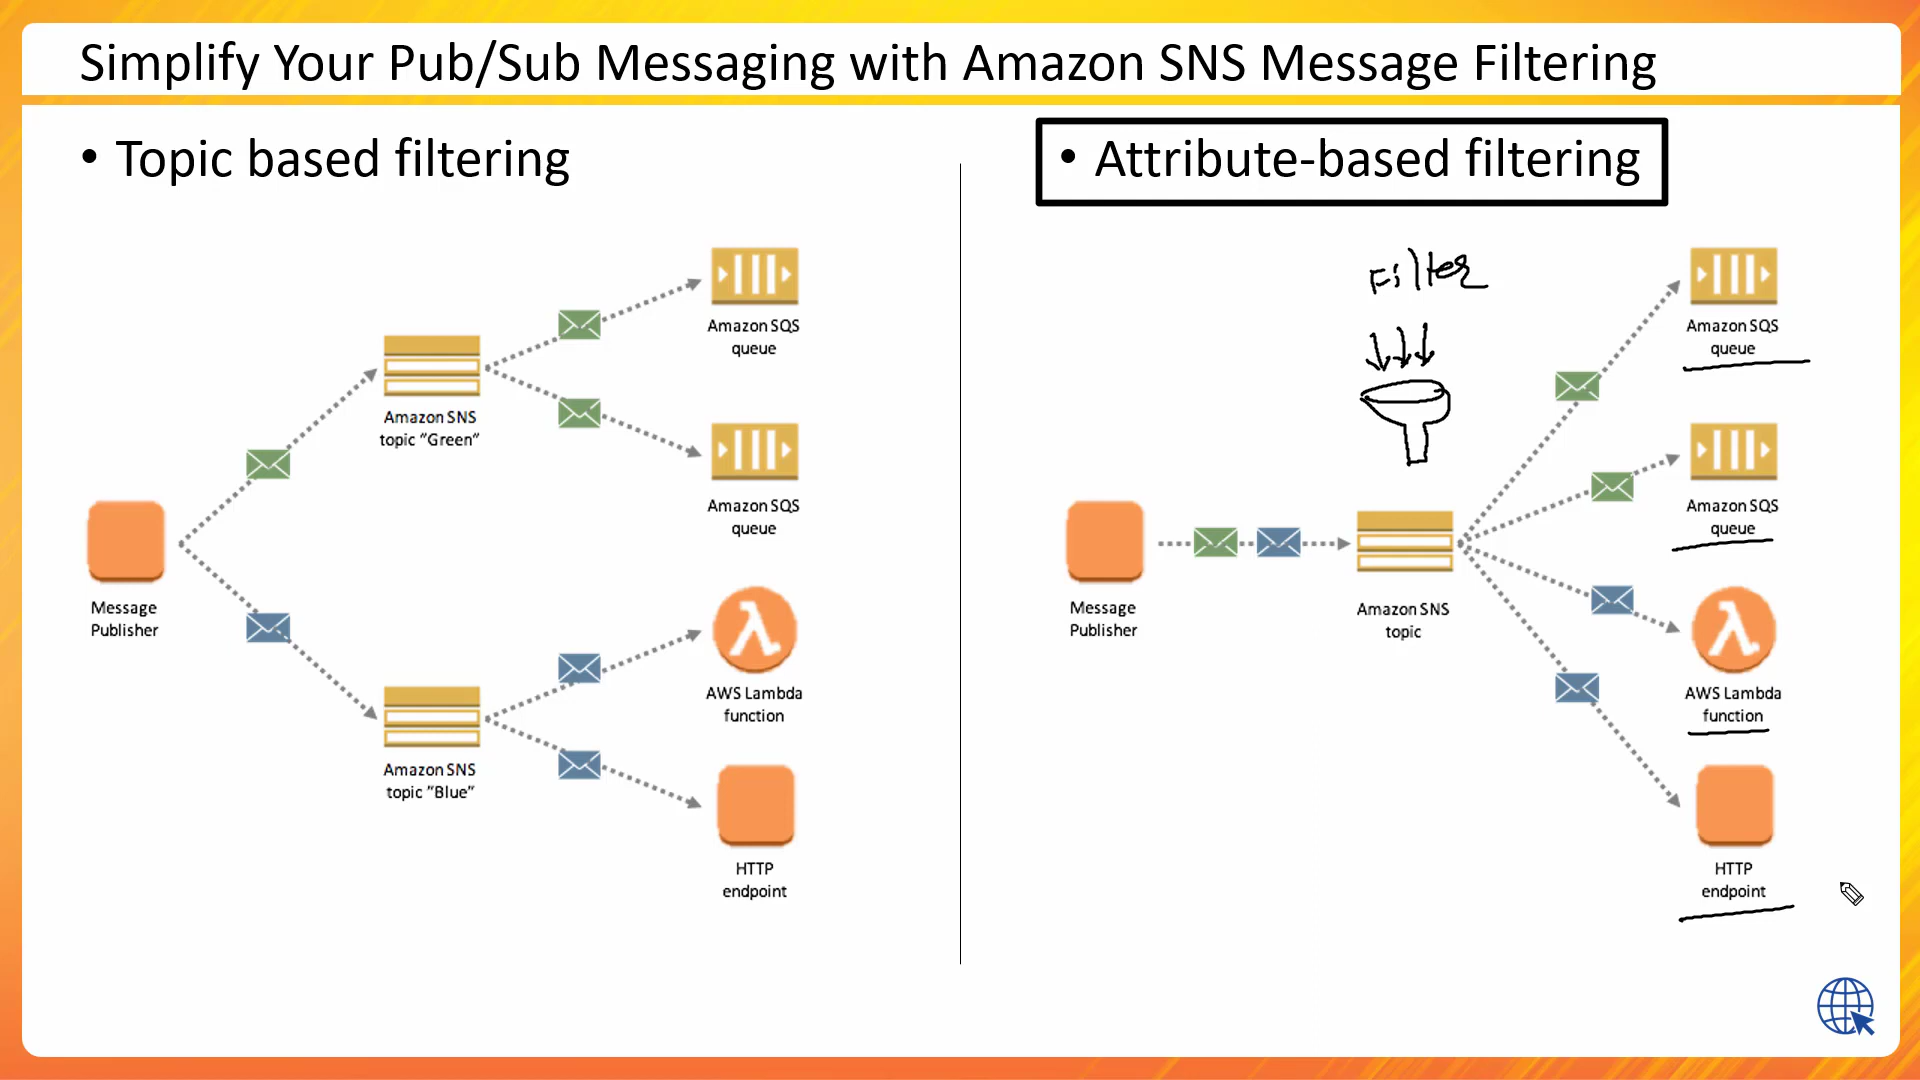 Simplify Your Pub/Sub Messaging with Amazon SNS Message Filtering
• Topic based filtering
Amazon SQS
queue
Amazon SNS
topic “Green”
Amazon SQS
queue
Message
Publisher
AWS Lambda
function
Amazon SNS
topic “Blue”
HTTP
endpoint
• Attribute-based filtering
Filter
Amazon SQS
queue
Amazon SQS
queue
Message
Publisher
Amazon SNS
topic
AWS Lambda
function
HTTP
endpoint